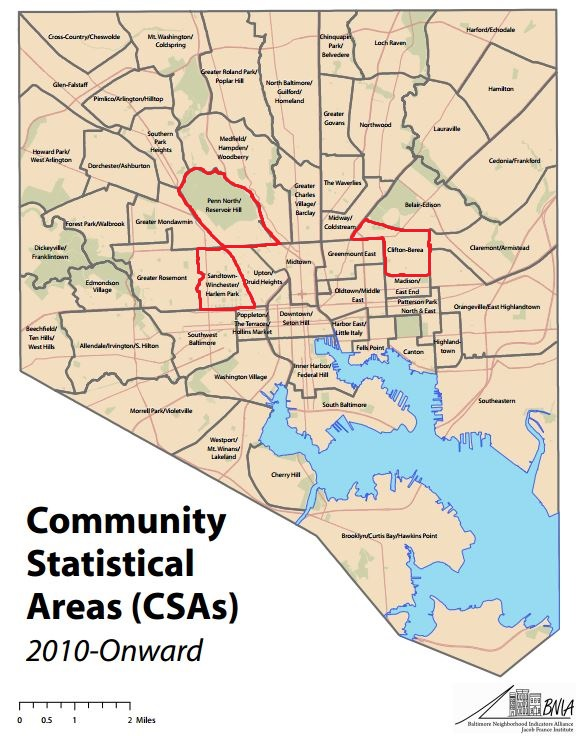 Cross-Country/Cheswolde
Mt. Washington/
Coldspring
Greater Roland Park/
Poplar Hill
North Baltimore/
Guilford/
Homeland
Chinquapin
Park/
Belvedere
Loch Raven
Harford/Echodale
Glen-Falstaff
Pimlico/Arlington/Hilltop
Greater
Govans
Northwood
Hamilton
Lauraville
Southern
Park
Heights
Medfield/
Hampden/
Woodberry
Howard Park/
West Arlington
Dorchester/Ashburton
Cedonia/Frankford
The Waverlies
Greater
Charles
Village/
Barclay
Penn North/
Reservoir Hill
Belair-Edison
Forest Park/Walbrook
Greater Mondawmin
Midway/
Coldstream
Dickeyville/
Franklintown
Clifton-Berea
Claremont/Armistead
Greenmount East
Midtown
Edmondson
Village
Greater Rosemont
Sandtown-
Winchester/
Harlem Park
Upton/
Druid Heights
Madison/
East End
Oldtown/Middle
East
Patterson Park
North & East
Orangeville/East Highlandtown
Poppleton/
The Terraces/
Hollins Market
Downtown/
Seton Hill
Harbor East/
Little Italy
Beechfield/
Ten Hills/
West Hills
Allendale/Irvington/S. Hilton
Southwest
Baltimore
Fells Point
Canton
Highland-
town
Inner Harbor/
Federal Hill
Washington Village
South Baltimore
Southeastern
Morrell Park/Violetville
Westport/
Mt. Winans/
Lakeland
Cherry Hill
Brooklyn/Curtis Bay/Hawkins Point
Community
Statistical
Areas (CSAs)
2010-Onward
0 0.5 1 2 Miles
BNIA
Baltimore Neighborhood Indicators Alliance
Jacob France Institute